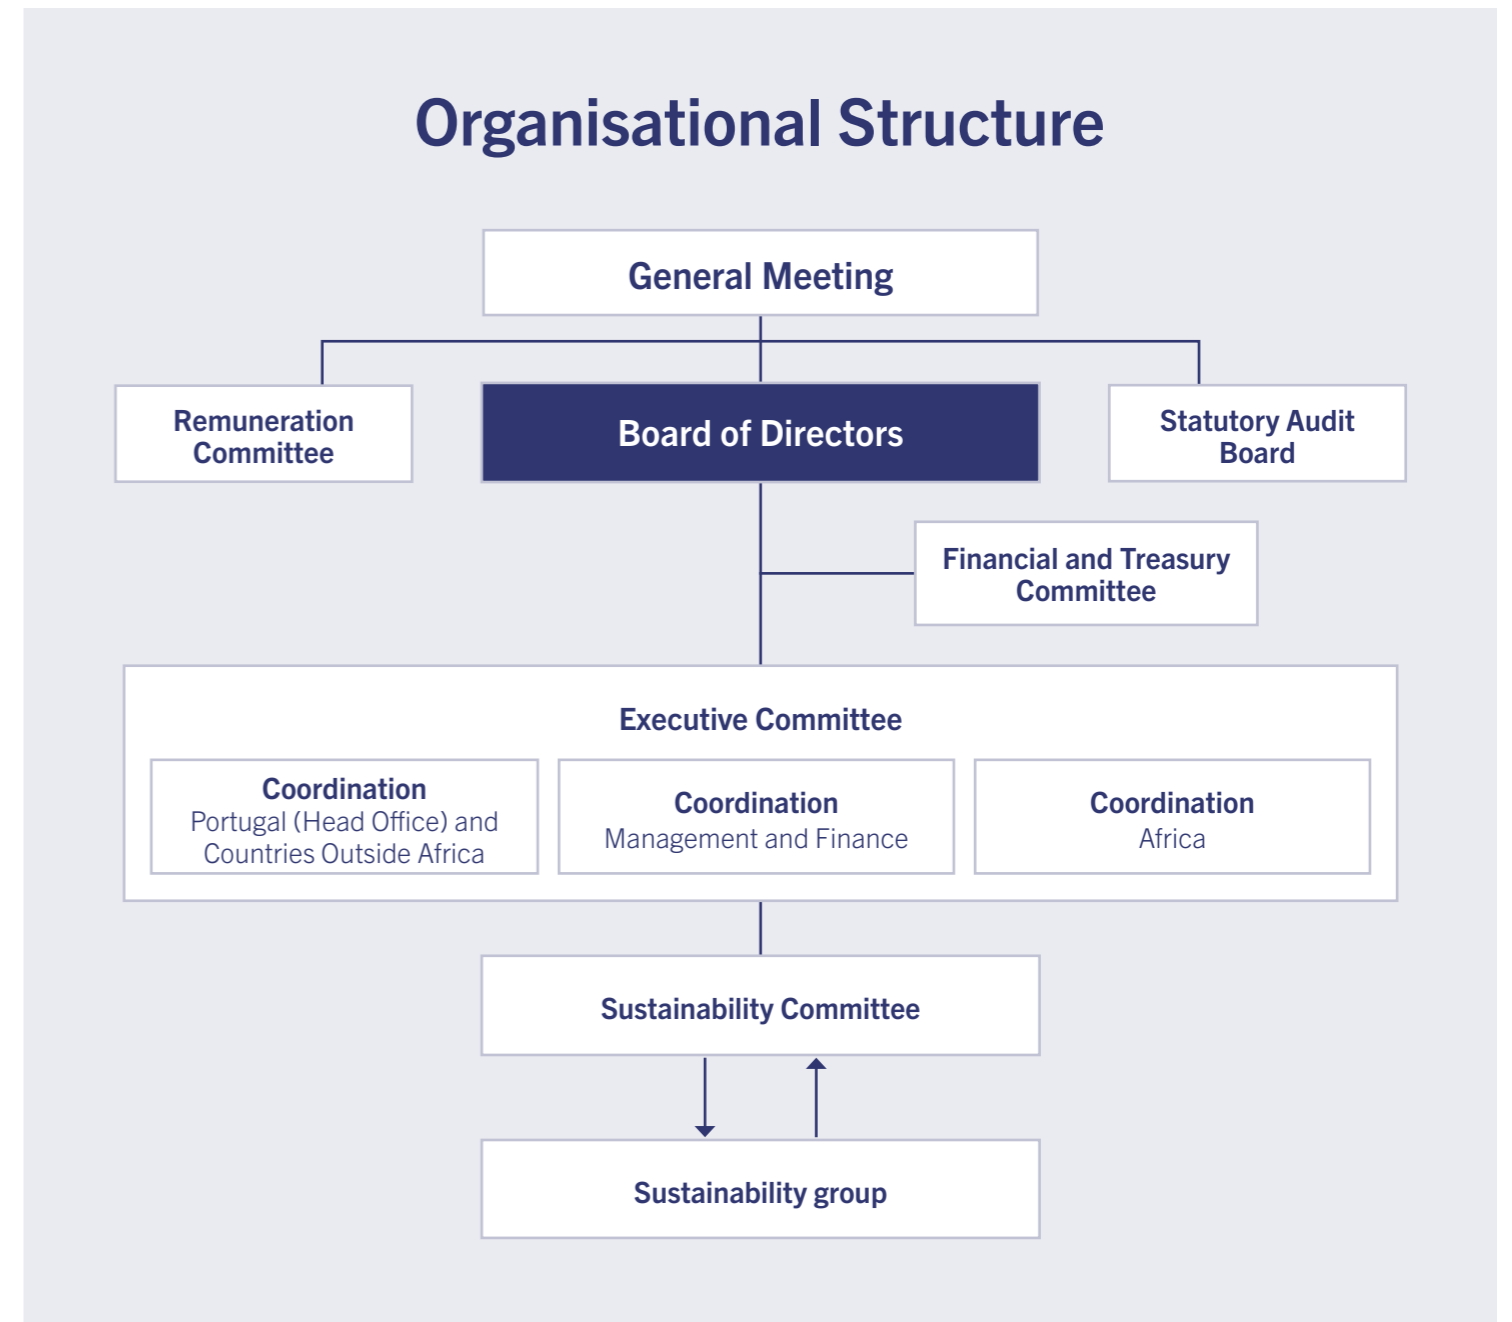 Organisational Structure
General Meeting
Remuneration
Committee
Board of Directors
Statutory Audit
Board
Financial and Treasury
Committee
Executive Committee
Coordination
Portugal (Head Office) and
Countries Outside Africa
Coordination
Management and Finance
Coordination
Africa
Sustainability Committee
Sustainability group